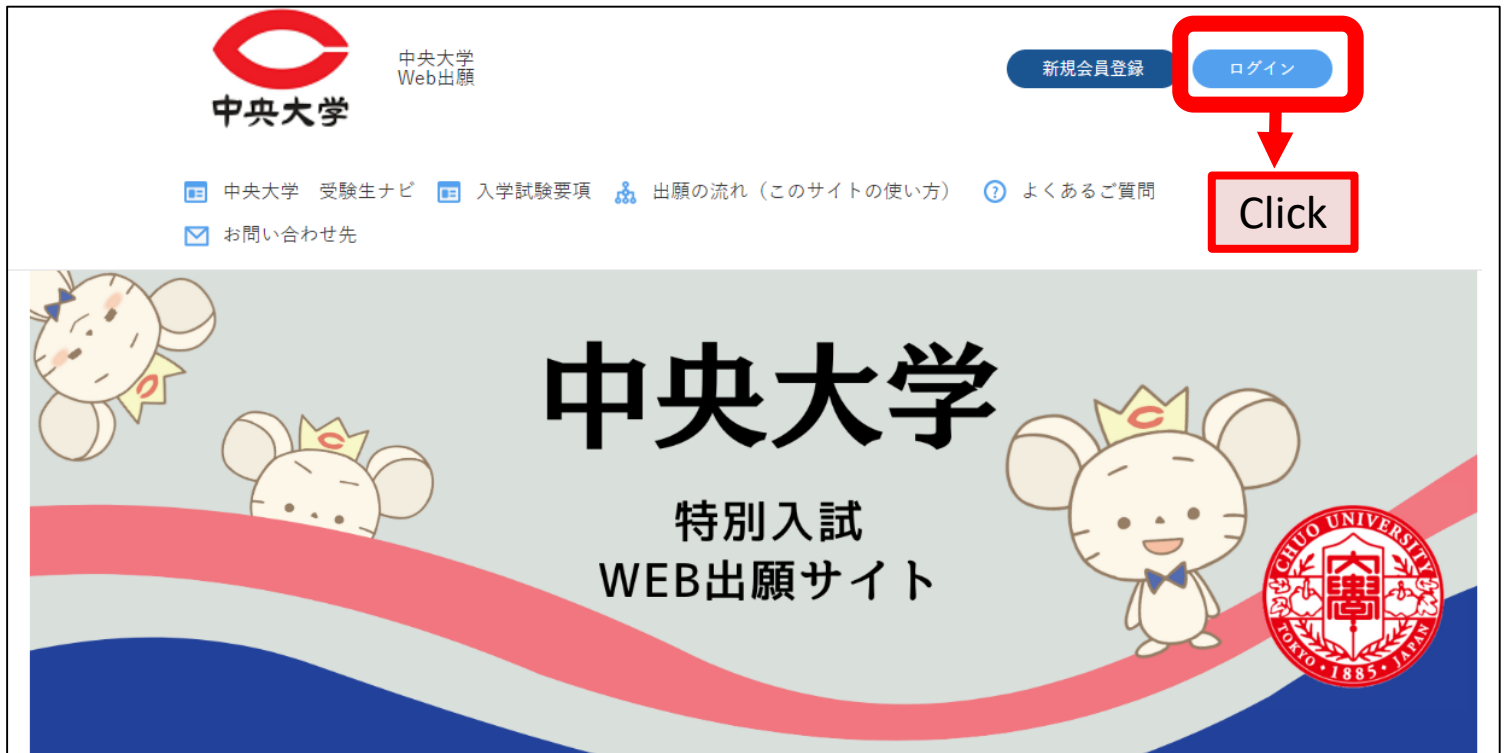 中央大学
中央大学
Web出願
新規会員登録
ログイン
中央大学 受験生ナビ
入学試験要項
出願の流れ(このサイトの使い方)
よくあるご質問
お問い合わせ先
Click
中央大学
特別入試
WEB出願サイト
CHUO UNIVERSITY
大學
TOKYO・1885・JAPAN